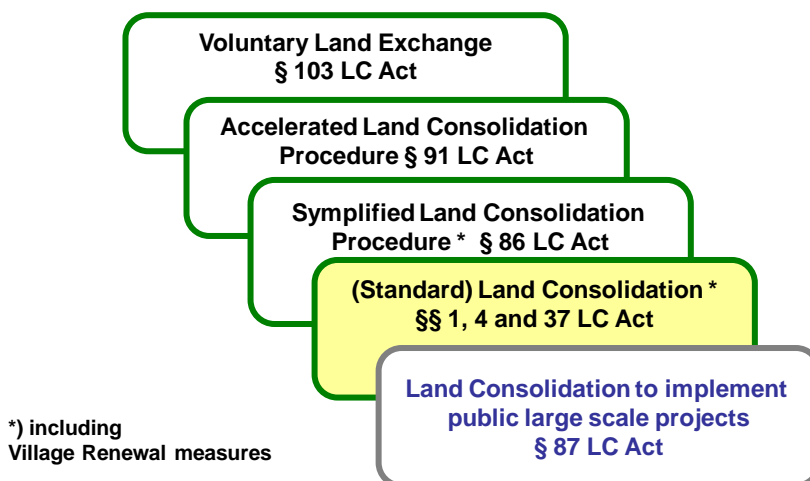 Voluntary Land Exchange
§ 103 LC Act
Accelerated Land Consolidation
Procedure § 91 LC Act
Symplified Land Consolidation
Procedure * § 86 LC Act
(Standard) Land Consolidation *
§§ 1, 4 and 37 LC Act
Land Consolidation to implement
public large scale projects
§ 87 LC Act
*) including
Village Renewal measures